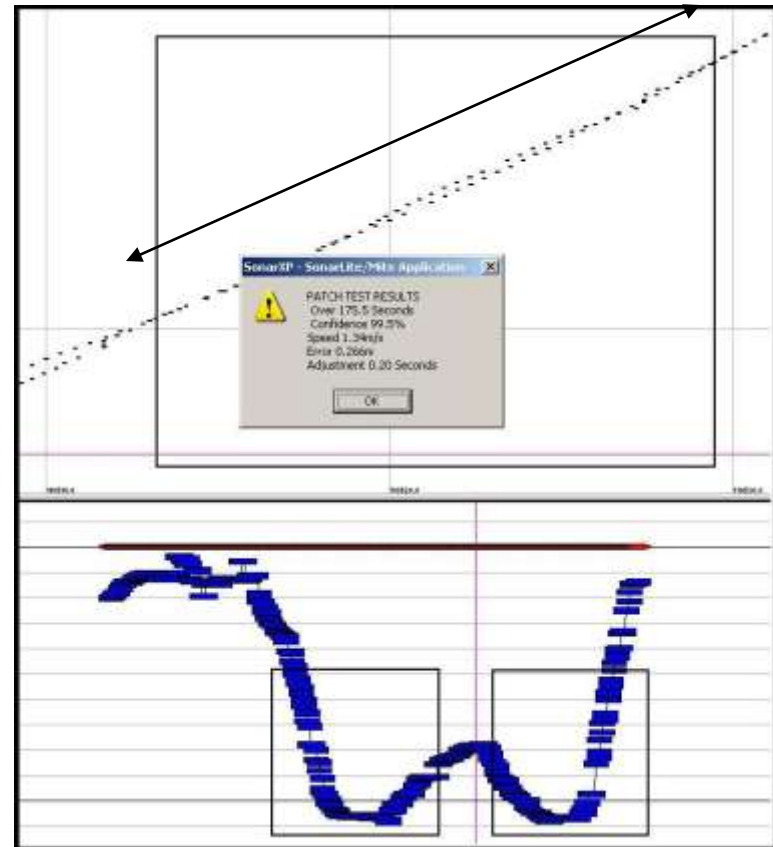 SonarXP - SonarLite/Milts Application
PATCH TEST RESULTS
Over 175.5 Seconds
Confidence 99.5%
Speed 1.34m/s
Error 0.266m
Adjustment 0.20 Seconds
OK